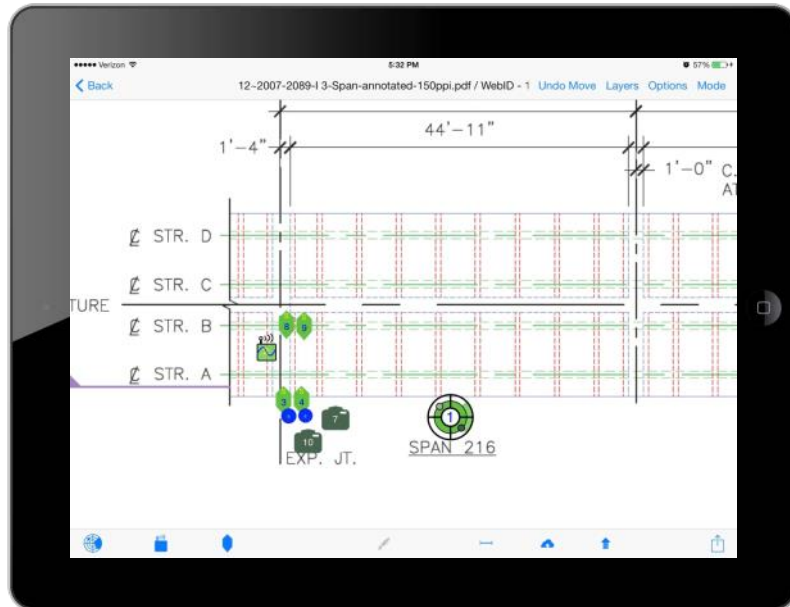 Verizon 5:32 PM 57%
Back 12~2007-2089-I 3-Span-annotated-150ppi.pdf / WebID - 1 Undo Move Layers Options Mode
44'-11"
1'-4"
1'-0" C.
AT
℄ STR. D
℄ STR. C
TURE
℄ STR. B
8 9
℄ STR. A
3 4
7
1
10
SPAN 216
EXP. JT.